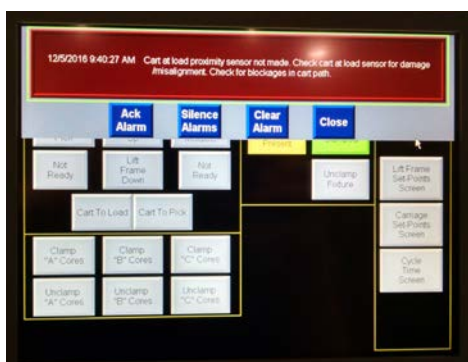 12/5/2016 9:40:27 AM Cart at load proximity sensor not made. Check cart at load sensor for damage
/misalignment. Check for blockages in cart path.
Ack
Alarm
Silence
Alarms
Clear
Alarm
Close
Present
Not
Ready
Lift
Frame
Down
Not
Ready
Unclamp
Fixture
Lift Frame
Set-Points
Screen
Cart To Load
Cart To Pick
Carriage
Set-Points
Screen
Clamp
"A" Cores
Clamp
"B" Cores
Clamp
"C" Cores
Cycle
Time
Screen
Unclamp
"A" Cores
Unclamp
"B" Cores
Unclamp
"C" Cores